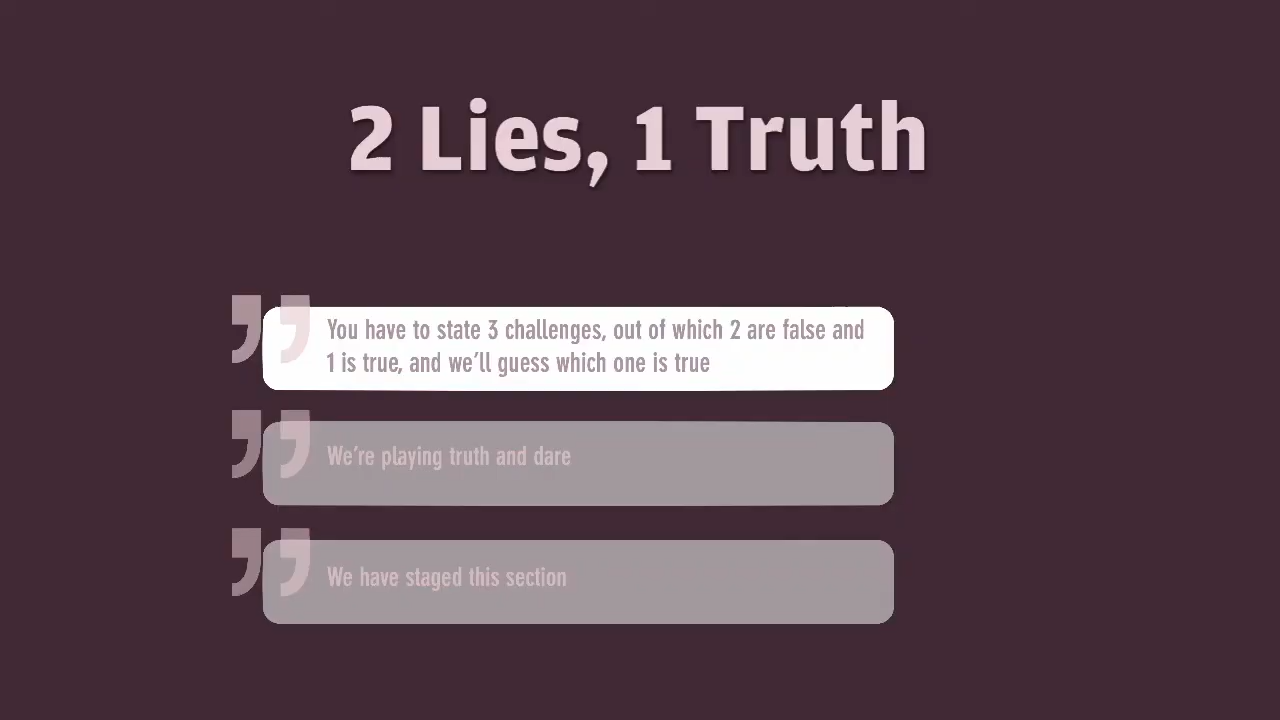 2 Lies, 1 Truth
You have to state 3 challenges, out of which 2 are false and
1 is true, and we’ll guess which one is true
We’re playing truth and dare
We have staged this section